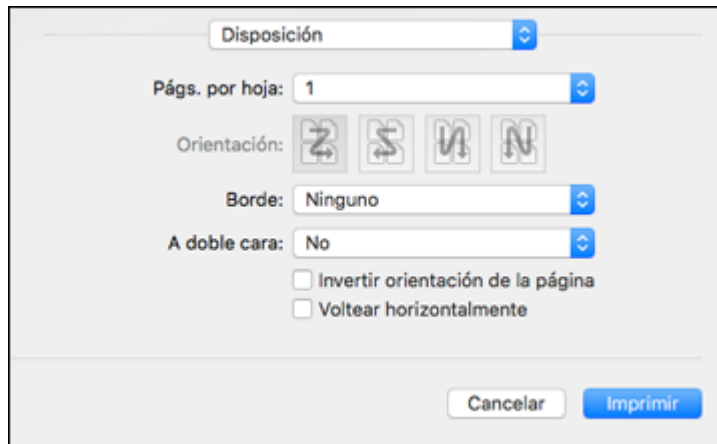 Disposición
Págs. por hoja: 1
Orientación:
Borde: Ninguno
A doble cara: No
Invertir orientación de la página
Voltear horizontalmente
Cancelar Imprimir